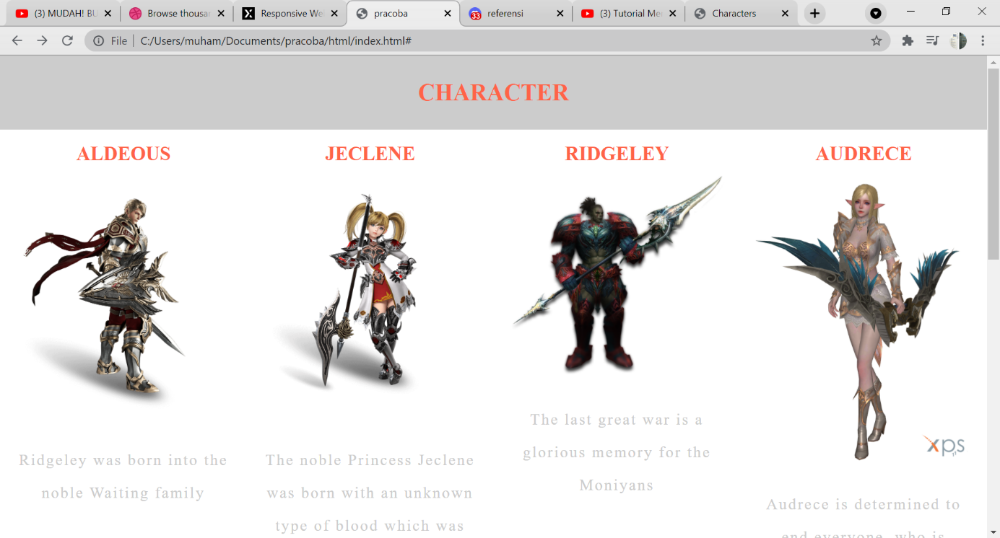 (3) MUDAH! BU
Browse thousan
Responsive Wel
pracoba
33
referensi
(3) Tutorial Mer
Characters
File
C:/Users/muham/Documents/pracoba/html/index.html#
CHARACTER
ALDEOUS
JECLENE
RIDGELEY
AUDRECE
xps
Ridgeley was born into the
noble Waiting family
The noble Princess Jeclene
was born with an unknown
type of blood which was
The last great war is a
glorious memory for the
Moniyans
Audrece is determined to
end everyone, who is